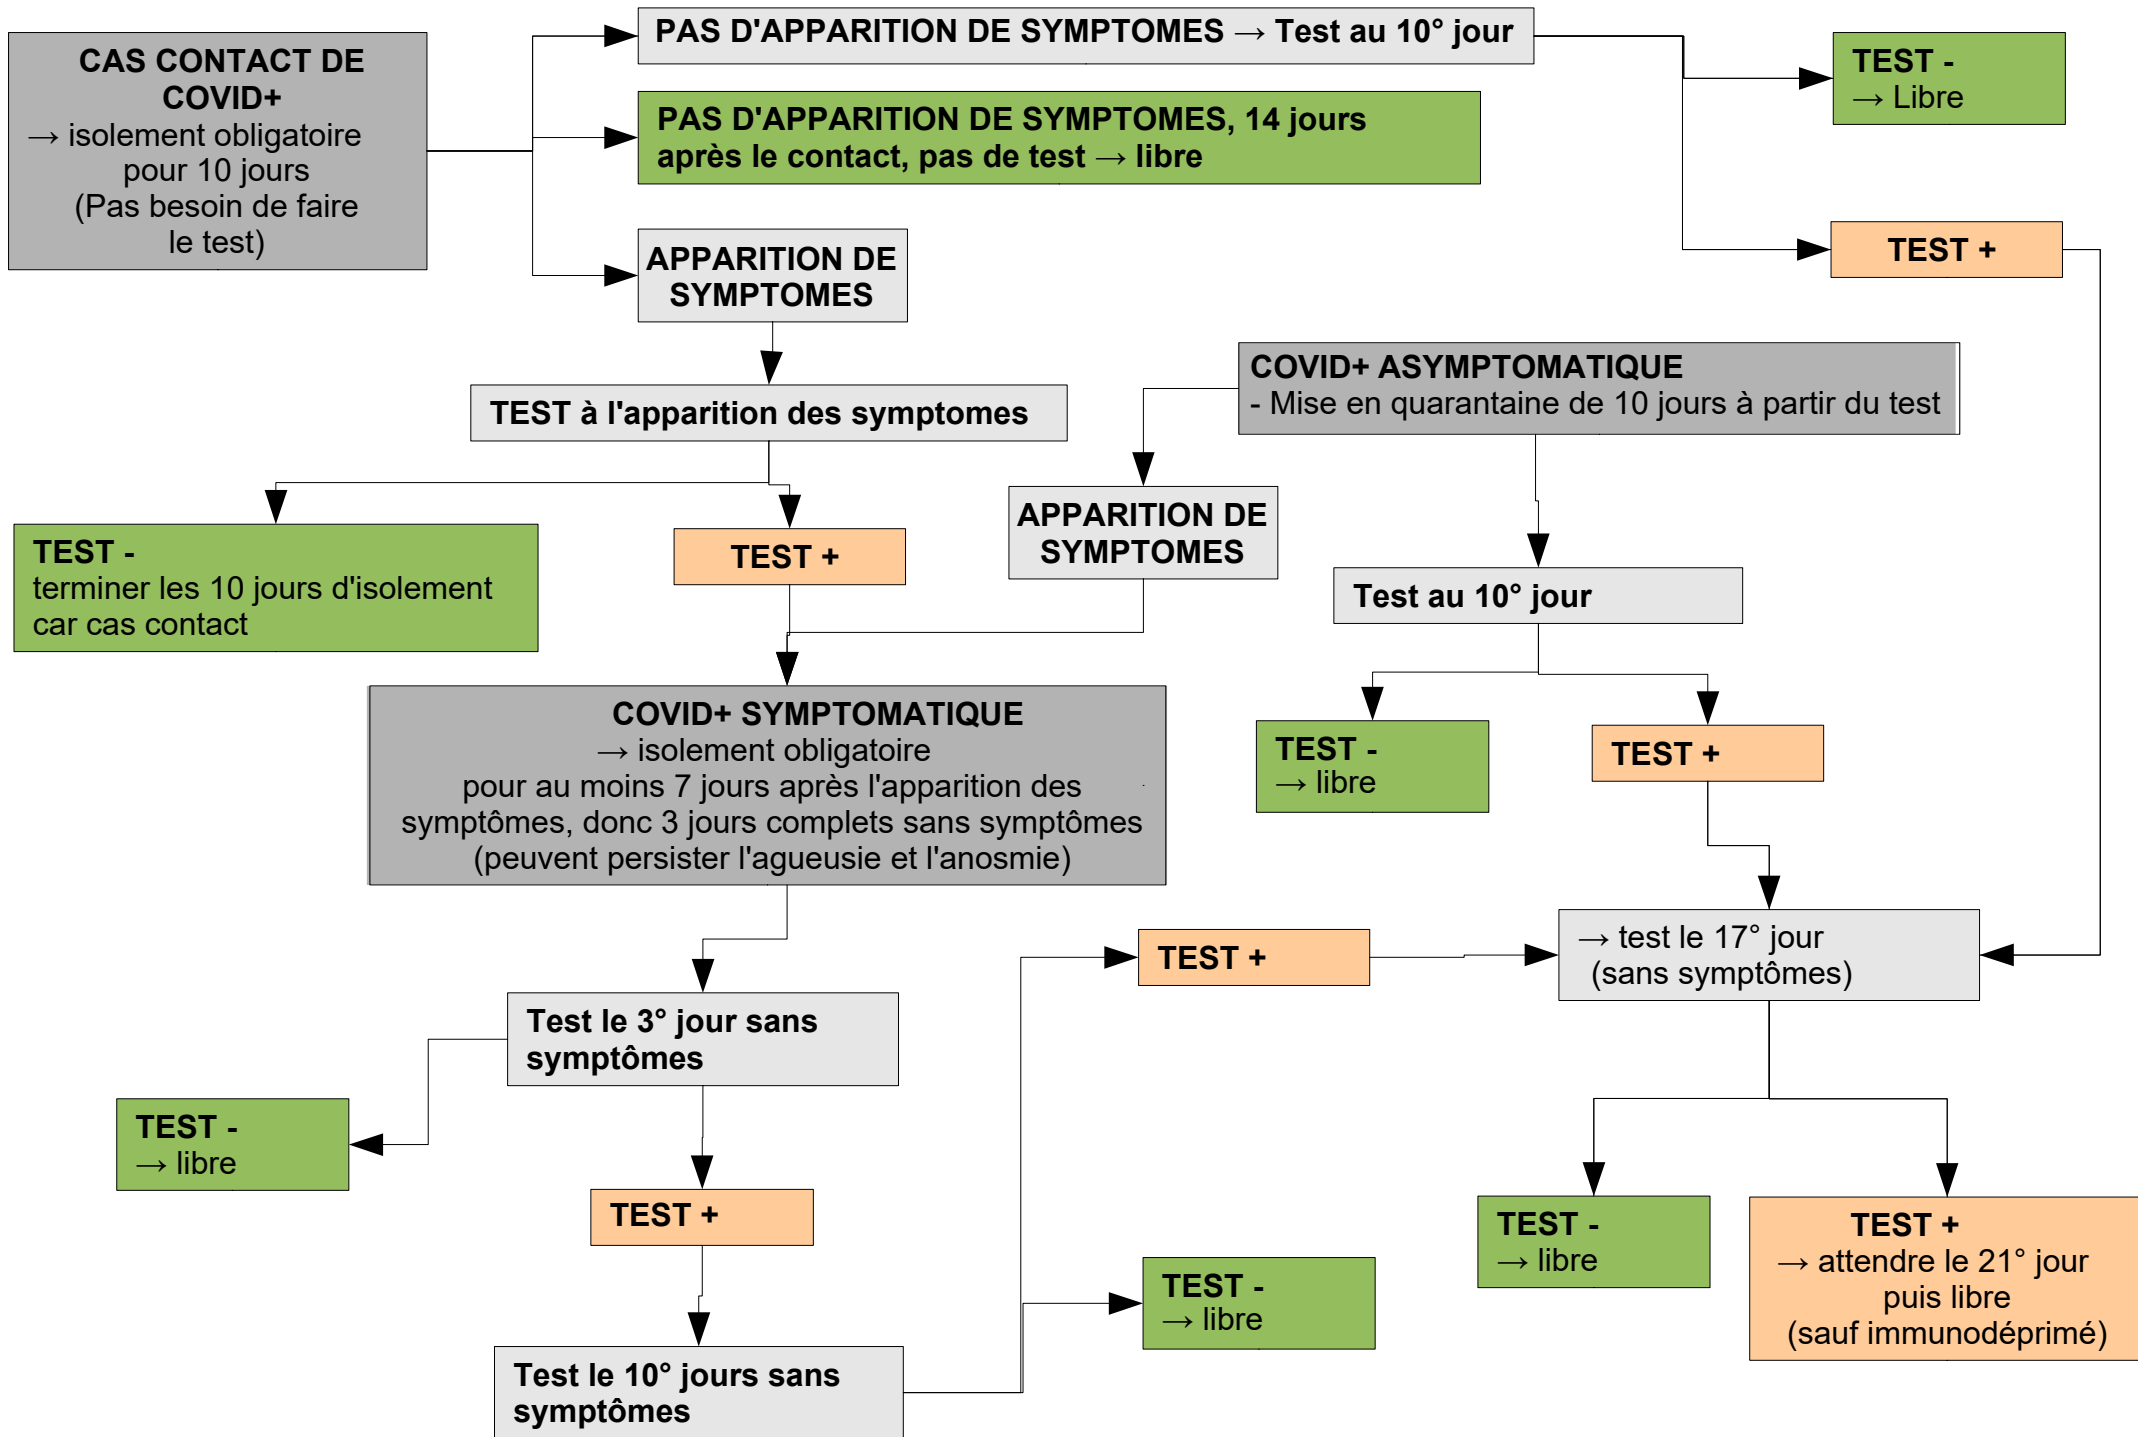 CAS CONTACT DE
COVID+
→ isolement obligatoire
pour 10 jours
(Pas besoin de faire
le test)
PAS D'APPARITION DE SYMPTOMES → Test au 10° jour
TEST -
→ Libre
PAS D'APPARITION DE SYMPTOMES, 14 jours
après le contact, pas de test → libre
TEST +
APPARITION DE
SYMPTOMES
TEST à l'apparition des symptomes
COVID+ ASYMPTOMATIQUE
- Mise en quarantaine de 10 jours à partir du test
TEST -
terminer les 10 jours d'isolement
car cas contact
TEST +
APPARITION DE
SYMPTOMES
Test au 10° jour
COVID+ SYMPTOMATIQUE
→ isolement obligatoire
pour au moins 7 jours après l'apparition des
symptômes, donc 3 jours complets sans symptômes
(peuvent persister l'agueusie et l'anosmie)
TEST -
→ libre
TEST +
TEST +
→ test le 17° jour
(sans symptômes)
Test le 3° jour sans
symptômes
TEST -
→ libre
TEST +
TEST -
→ libre
TEST -
→ libre
TEST +
→ attendre le 21° jour
puis libre
(sauf immunodéprimé)
Test le 10° jours sans
symptômes